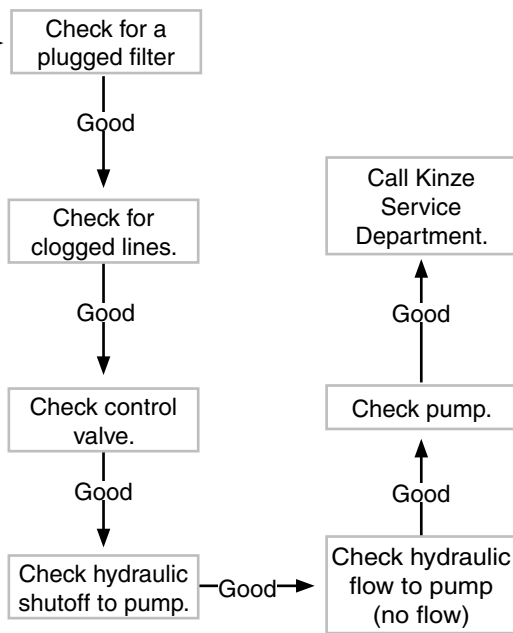 Check for a
plugged filter
Good
Check for
clogged lines.
Good
Check control
valve.
Good
Check hydraulic
shutoff to pump.
Good
Check hydraulic
flow to pump
(no flow)
Good
Check pump.
Good
Call Kinze
Service
Department.